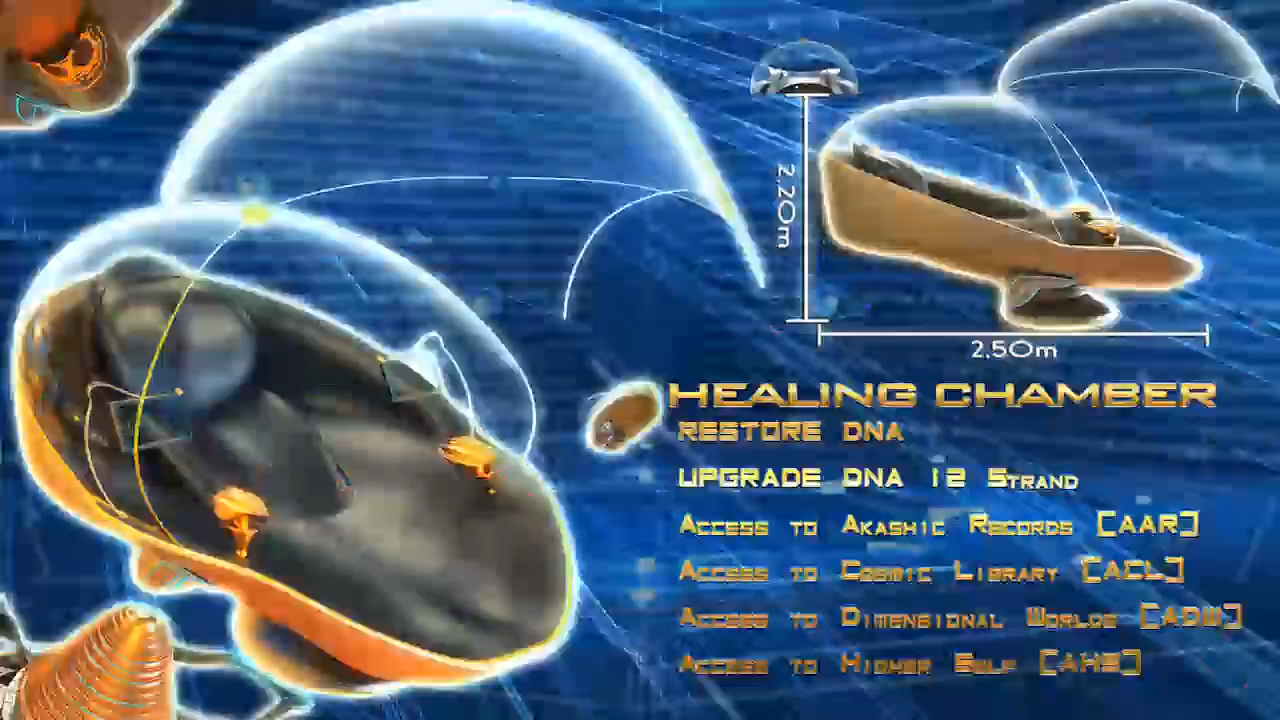 2.20m
2.50m
HEALING CHAMBER
RESTORE DNA
UPGRADE DNA 12 STRAND
ACCESS TO AKASHIC RECORDS [AAR]
ACCESS TO COSMIC LIBRARY [ACL]
ACCESS TO DIMENSIONAL WORLDS [ADW]
ACCESS TO HIGHER SELF [AHS]